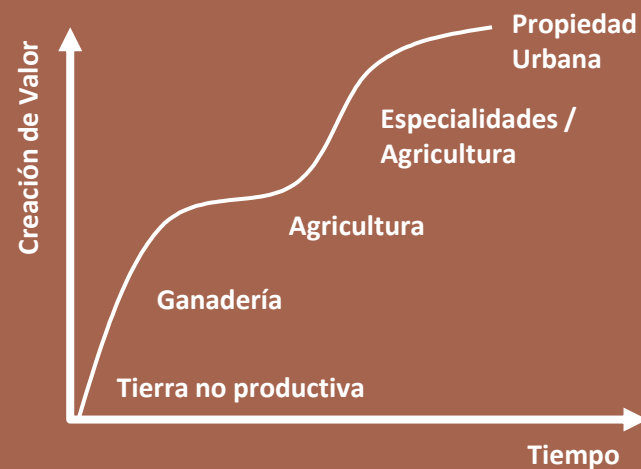 Creación de Valor
Propiedad
Urbana
Especialidades /
Agricultura
Agricultura
Ganadería
Tierra no productiva
Tiempo